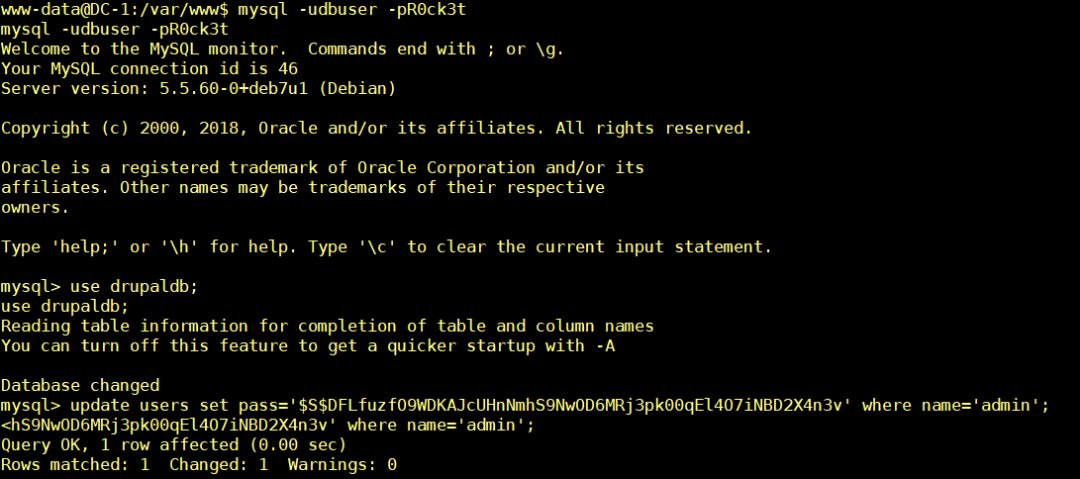 www-data@DC-1:/var/www$ mysql -udbuser -pR0ck3t
mysql -udbuser -pR0ck3t
Welcome to the MySQL monitor.  Commands end with ; or \g.
Your MySQL connection id is 46
Server version: 5.5.60-0+deb7u1 (Debian)

Copyright (c) 2000, 2018, Oracle and/or its affiliates. All rights reserved.

Oracle is a registered trademark of Oracle Corporation and/or its
affiliates. Other names may be trademarks of their respective
owners.

Type 'help;' or '\h' for help. Type '\c' to clear the current input statement.

mysql> use drupaldb;
use drupaldb;
Reading table information for completion of table and column names
You can turn off this feature to get a quicker startup with -A

Database changed
mysql> update users set pass='$S$DFLfuzfO9WDKAJcUHnNmhS9NwOD6MRj3pk00qEl4O7iNBD2X4n3v' where name='admin';
<hS9NwOD6MRj3pk00qEl4O7iNBD2X4n3v' where name='admin';
Query OK, 1 row affected (0.00 sec)
Rows matched: 1  Changed: 1  Warnings: 0